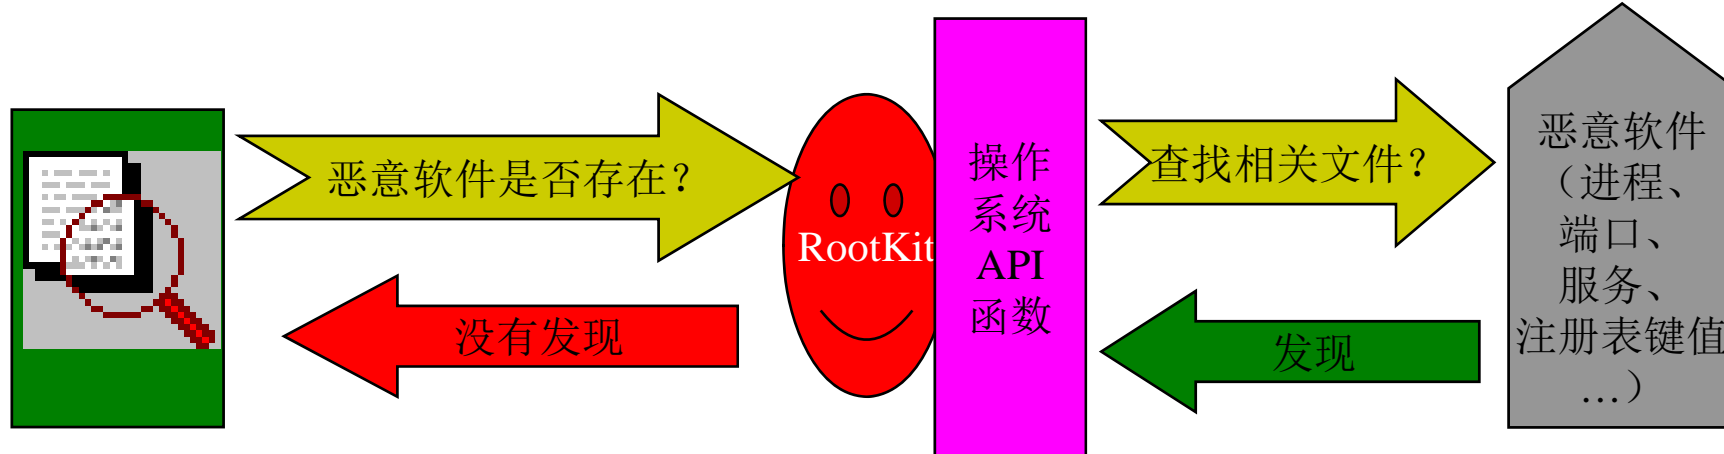 恶意软件是否存在？
没有发现
RootKit
操作
系统
API
函数
查找相关文件？
发现
恶意软件
（进程、
端口、
服务、
注册表键值
…）